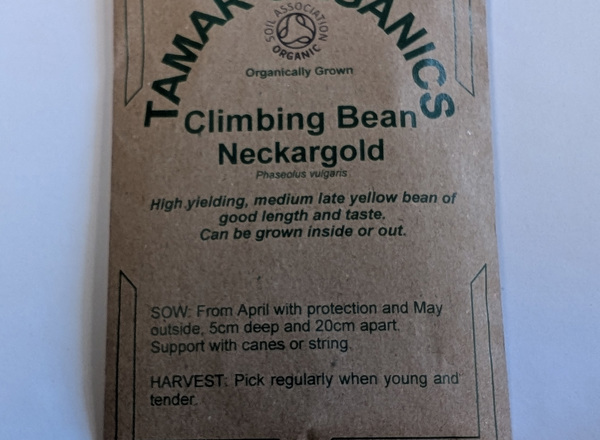 TAMAR ORGANICS
SOIL ASSOCIATION
ORGANIC
Organically Grown
Climbing Bean
Neckargold
Phaseolus vulgaris
High yielding, medium late yellow bean of
good length and taste.
Can be grown inside or out.
SOW: From April with protection and May
outside, 5cm deep and 20cm apart.
Support with canes or string.
HARVEST: Pick regularly when young and
tender.